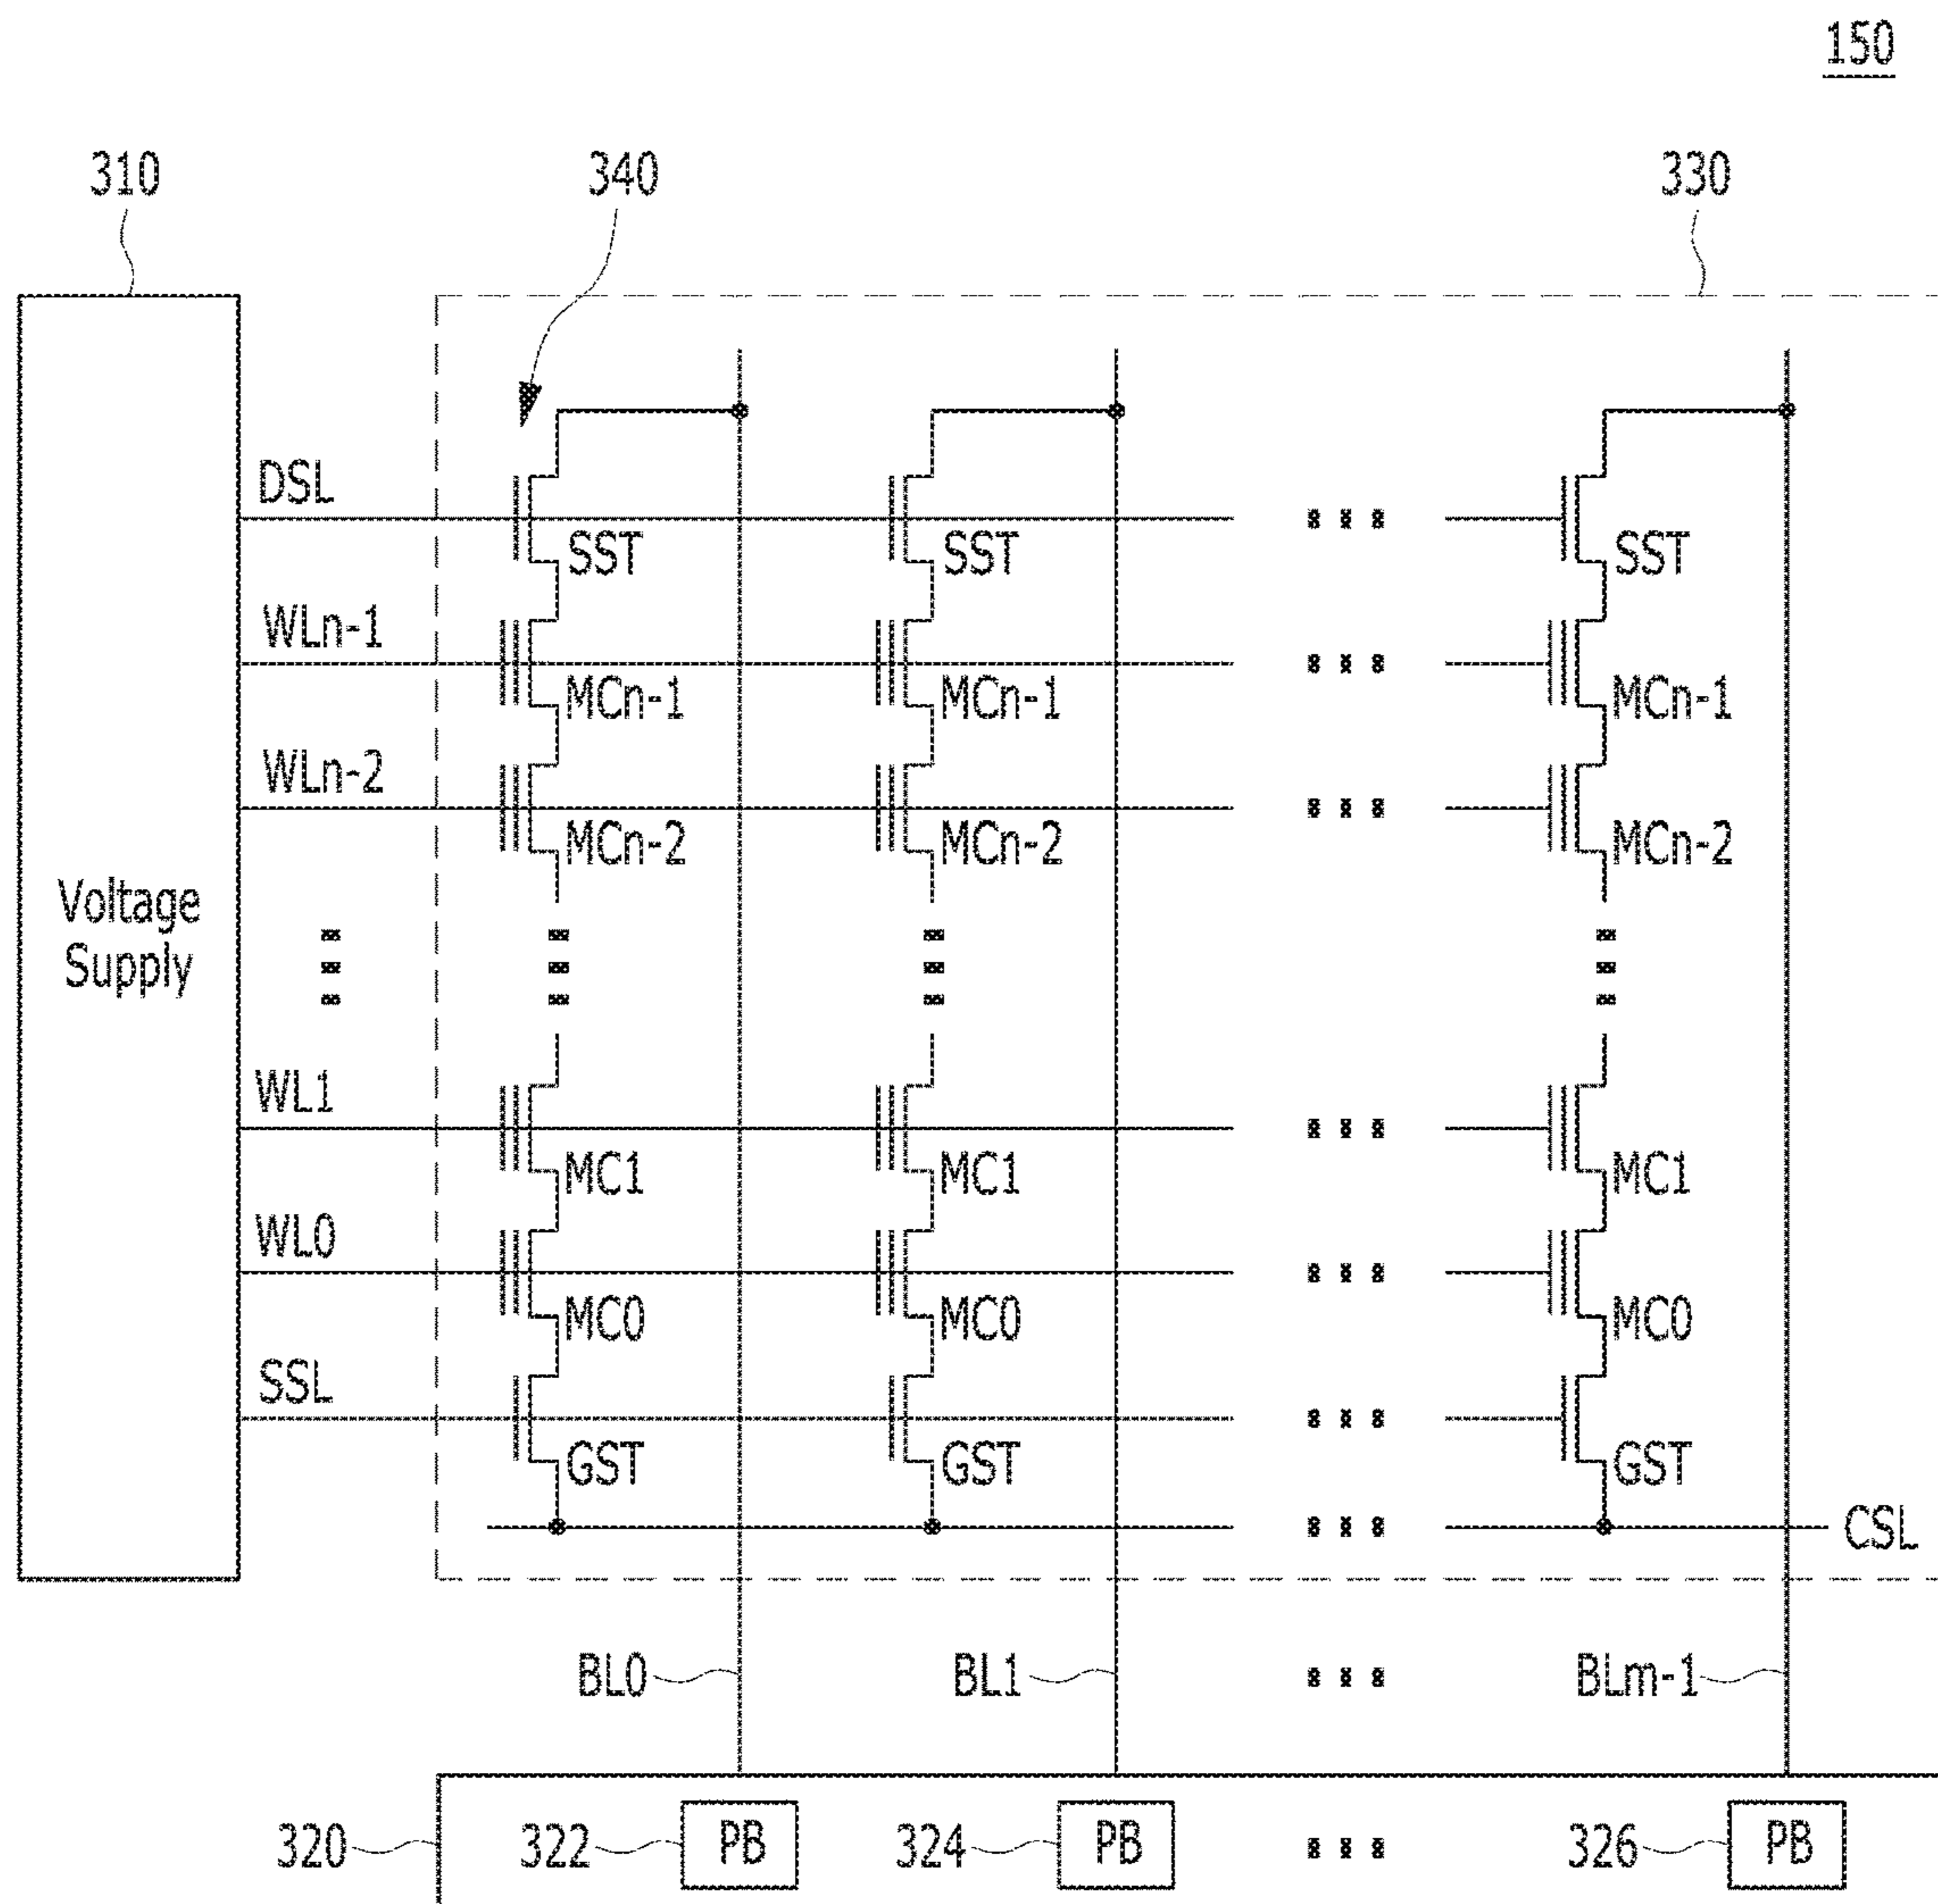 150
310
340
330
DSL
SST
SST
SST
WLn-1
MCn-1
MCn-1
MCn-1
WLn-2
MCn-2
MCn-2
MCn-2
Voltage
Supply
WL1
MC1
MC1
MC1
WL0
MC0
MC0
MC0
SSL
GST
GST
GST
CSL
BL0
BL1
BLm-1
320
322
PB
324
PB
326
PB